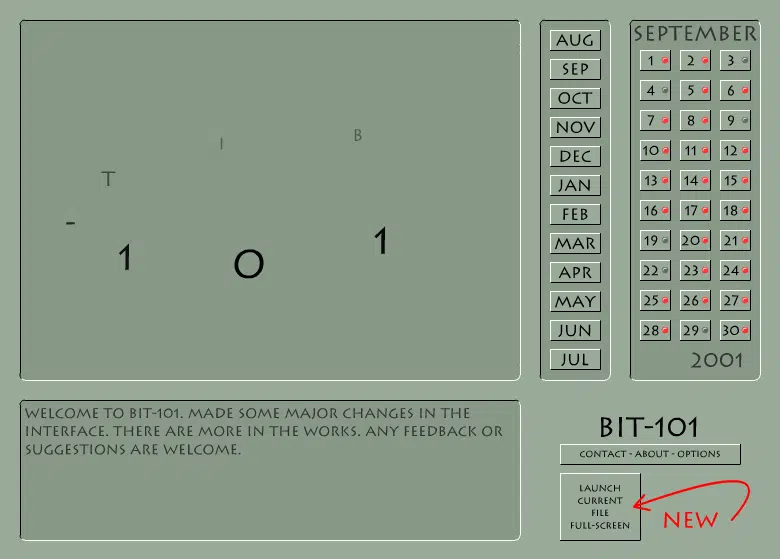 I B
T
-
1 0 1
AUG
SEP
OCT
NOV
DEC
JAN
FEB
MAR
APR
MAY
JUN
JUL
SEPTEMBER
1 2 3
4 5 6
7 8 9
10 11 12
13 14 15
16 17 18
19 20 21
22 23 24
25 26 27
28 29 30
2001
WELCOME TO BIT-101. MADE SOME MAJOR CHANGES IN THE
INTERFACE. THERE ARE MORE IN THE WORKS. ANY FEEDBACK OR
SUGGESTIONS ARE WELCOME.
BIT-101
CONTACT - ABOUT - OPTIONS
LAUNCH
CURRENT
FILE
FULL-SCREEN
NEW